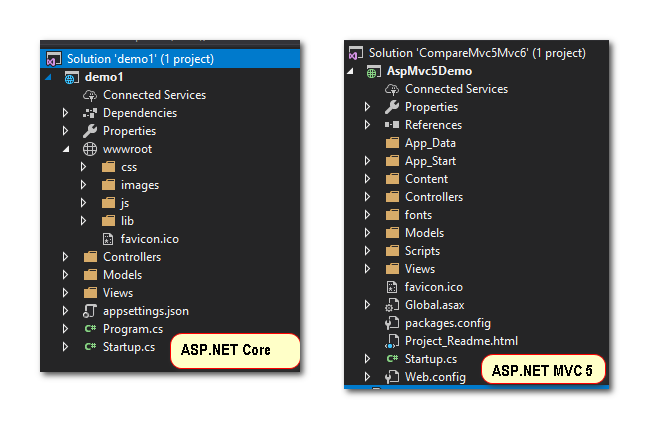 Solution 'demo1' (1 project)
demo1
Connected Services
Dependencies
Properties
wwwroot
css
images
js
lib
favicon.ico
Controllers
Models
Views
appsettings.json
C# Program.cs
C# Startup.cs
ASP.NET Core
Solution 'CompareMvc5Mvc6' (1 project)
AspMvc5Demo
Connected Services
Properties
References
App_Data
App_Start
Content
Controllers
fonts
Models
Scripts
Views
favicon.ico
Global.asax
packages.config
Project_Readme.html
C# Startup.cs
Web.config
ASP.NET MVC 5